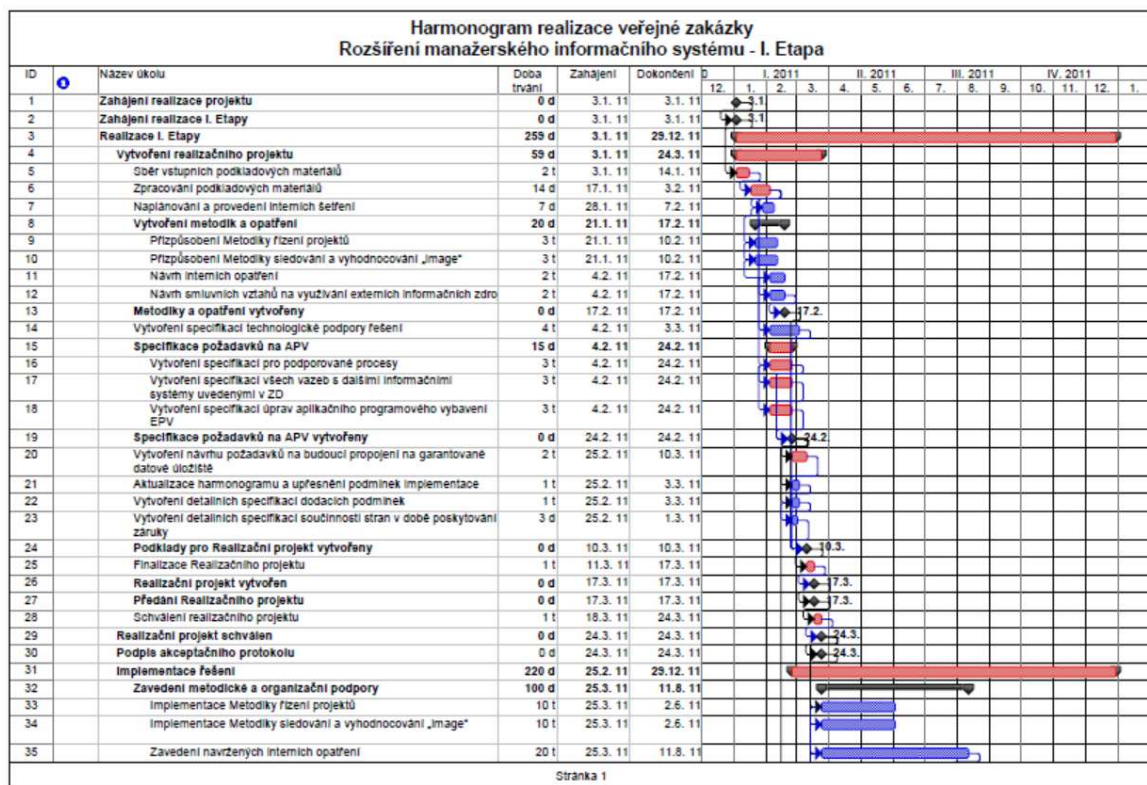 Harmonogram realizace veřejné zakázky
Rozšíření manažerského informačního systému - I. Etapa
ID Název úkolu Doba trvání Zahájení Dokončení 0 I. 2011 II. 2011 III. 2011 IV. 2011
12. 1. 2. 3. 4. 5. 6. 7. 8. 9. 10. 11. 12. 1.
1 Zahájení realizace projektu 0 d 3.1. 11 3.1. 11 3.1.
2 Zahájení realizace I. Etapy 0 d 3.1. 11 3.1. 11 3.1.
3 Realizace I. Etapy 259 d 3.1. 11 29.12. 11
4 Vytvoření realizačního projektu 59 d 3.1. 11 24.3. 11
5 Sběr vstupních podkladových materiálů 2 t 3.1. 11 14.1. 11
6 Zpracování podkladových materiálů 14 d 17.1. 11 3.2. 11
7 Naplánování a provedení interních šetření 7 d 28.1. 11 7.2. 11
8 Vytvoření metodik a opatření 20 d 21.1. 11 17.2. 11
9 Přizpůsobení Metodiky řízení projektů 3 t 21.1. 11 10.2. 11
10 Přizpůsobení Metodiky sledování a vyhodnocování „Image" 3 t 21.1. 11 10.2. 11
11 Návrh interních opatření 2 t 4.2. 11 17.2. 11
12 Návrh smluvních vztahů na využívání externích informačních zdro 2 t 4.2. 11 17.2. 11
13 Metodiky a opatření vytvořeny 0 d 17.2. 11 17.2. 11 17.2.
14 Vytvoření specifikací technologické podpory řešení 4 t 4.2. 11 3.3. 11
15 Specifikace požadavků na APV 15 d 4.2. 11 24.2. 11
16 Vytvoření specifikací pro podporované procesy 3 t 4.2. 11 24.2. 11
17 Vytvoření specifikací všech vazeb s dalšími informačními 3 t 4.2. 11 24.2. 11
systémy uvedenými v ZD
18 Vytvoření specifikací úprav aplikačního programového vybavení 3 t 4.2. 11 24.2. 11
EPV
19 Specifikace požadavků na APV vytvořeny 0 d 24.2. 11 24.2. 11 24.2.
20 Vytvoření návrhu požadavků na budoucí propojení na garantované 2 t 25.2. 11 10.3. 11
datové úložiště
21 Aktualizace harmonogramu a upřesnění podmínek implementace 1 t 25.2. 11 3.3. 11
22 Vytvoření detailních specifikací dodacích podmínek 1 t 25.2. 11 3.3. 11
23 Vytvoření detailních specifikací součinnosti stran v době poskytování 3 d 25.2. 11 1.3. 11
záruky
24 Podklady pro Realizační projekt vytvořeny 0 d 10.3. 11 10.3. 11 10.3.
25 Finalizace Realizačního projektu 1 t 11.3. 11 17.3. 11
26 Realizační projekt vytvořen 0 d 17.3. 11 17.3. 11 17.3.
27 Předání Realizačního projektu 0 d 17.3. 11 17.3. 11 17.3.
28 Schválení realizačního projektu 1 t 18.3. 11 24.3. 11
29 Realizační projekt schválen 0 d 24.3. 11 24.3. 11 24.3.
30 Podpis akceptačního protokolu 0 d 24.3. 11 24.3. 11 24.3.
31 Implementace řešení 220 d 25.2. 11 29.12. 11
32 Zavedení metodické a organizační podpory 100 d 25.3. 11 11.8. 11
33 Implementace Metodiky řízení projektů 10 t 25.3. 11 2.6. 11
34 Implementace Metodiky sledování a vyhodnocování „Image" 10 t 25.3. 11 2.6. 11
35 Zavedení navržených interních opatření 20 t 25.3. 11 11.8. 11
Stránka 1